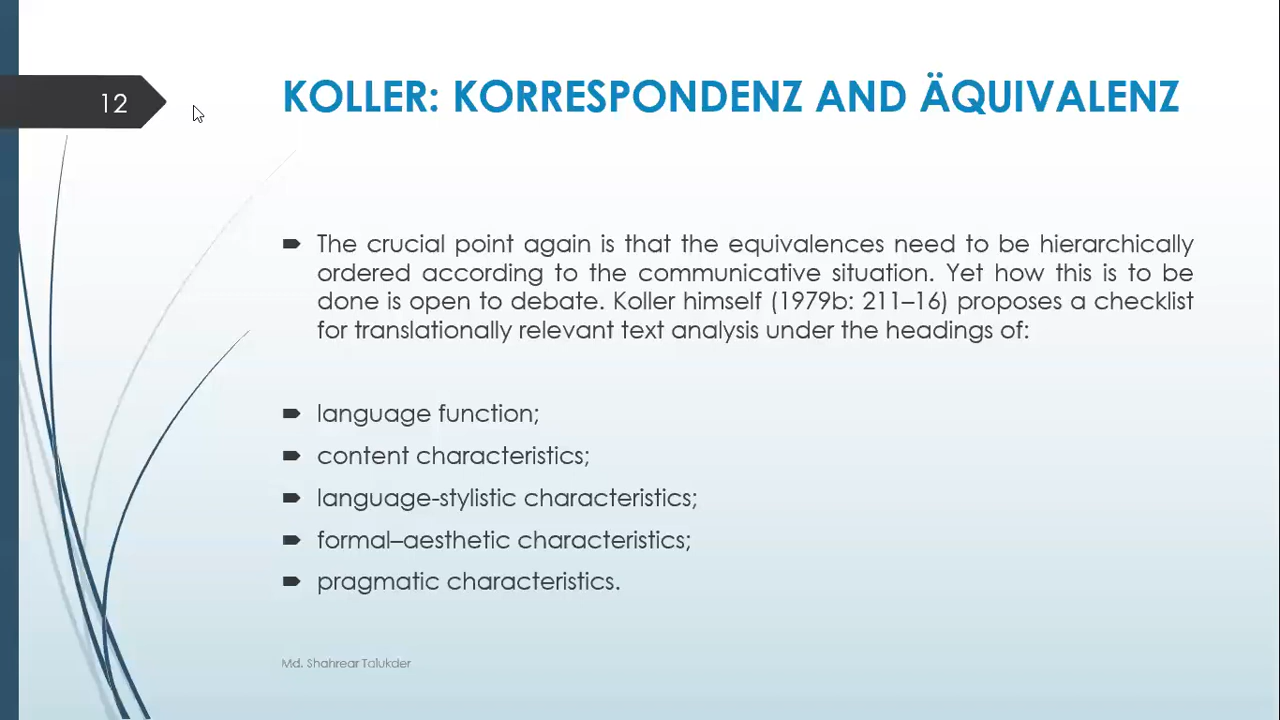 12
KOLLER: KORRESPONDENZ AND ÄQUIVALENZ
The crucial point again is that the equivalences need to be hierarchically
ordered according to the communicative situation. Yet how this is to be
done is open to debate. Koller himself (1979b: 211–16) proposes a checklist
for translationally relevant text analysis under the headings of:
language function;
content characteristics;
language-stylistic characteristics;
formal–aesthetic characteristics;
pragmatic characteristics.
Md. Shahrear Talukder